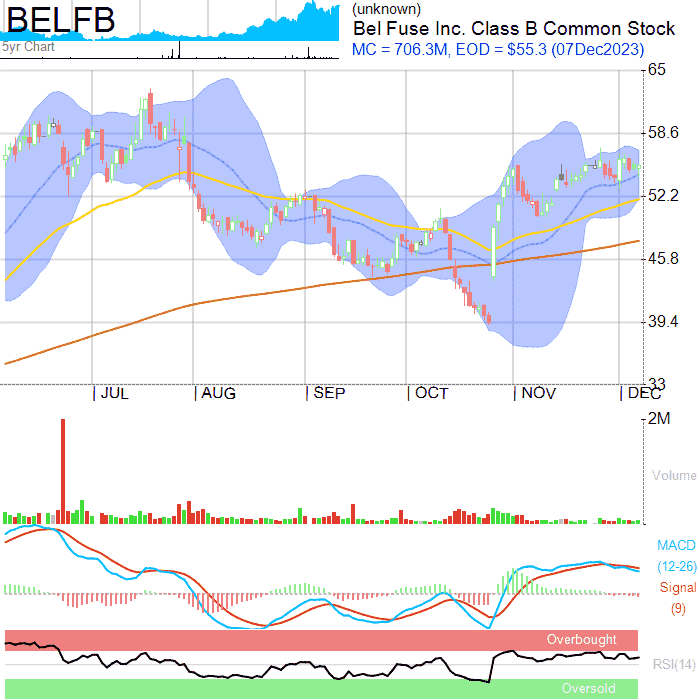 BELFB
5yr Chart
(unknown)
Bel Fuse Inc. Class B Common Stock
MC = 706.3M, EOD = $55.3 (07Dec2023)
65
58.6
52.2
45.8
39.4
33
JUL AUG SEP OCT NOV DEC
2M
Volume
MACD
(12-26)
Signal
(9)
Overbought
RSI(14)
Oversold